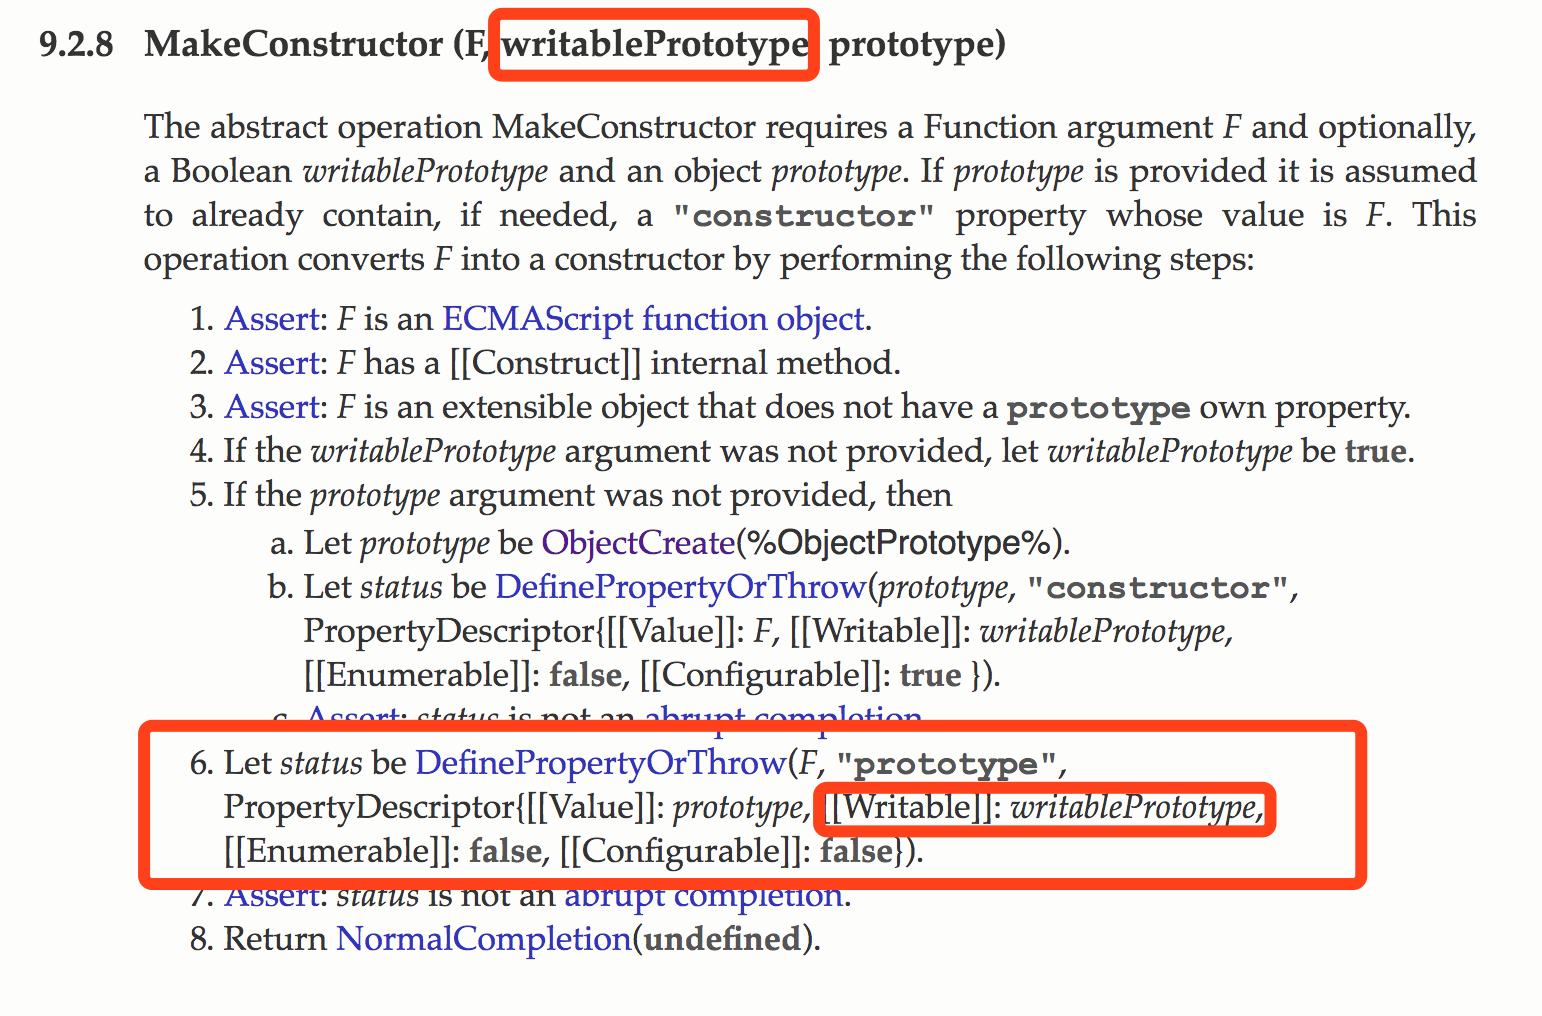 9.2.8 MakeConstructor (F, writablePrototype prototype)
The abstract operation MakeConstructor requires a Function argument F and optionally,
a Boolean writablePrototype and an object prototype. If prototype is provided it is assumed
to already contain, if needed, a "constructor" property whose value is F. This
operation converts F into a constructor by performing the following steps:
1. Assert: F is an ECMAScript function object.
2. Assert: F has a [[Construct]] internal method.
3. Assert: F is an extensible object that does not have a prototype own property.
4. If the writablePrototype argument was not provided, let writablePrototype be true.
5. If the prototype argument was not provided, then
a. Let prototype be ObjectCreate(%ObjectPrototype%).
b. Let status be DefinePropertyOrThrow(prototype, "constructor",
PropertyDescriptor{[[Value]]: F, [[Writable]]: writablePrototype,
[[Enumerable]]: false, [[Configurable]]: true }).
c. Assert: status is not an abrupt completion
6. Let status be DefinePropertyOrThrow(F, "prototype",
PropertyDescriptor{[[Value]]: prototype, [[Writable]]: writablePrototype,
[[Enumerable]]: false, [[Configurable]]: false}).
7. Assert: status is not an abrupt completion.
8. Return NormalCompletion(undefined).